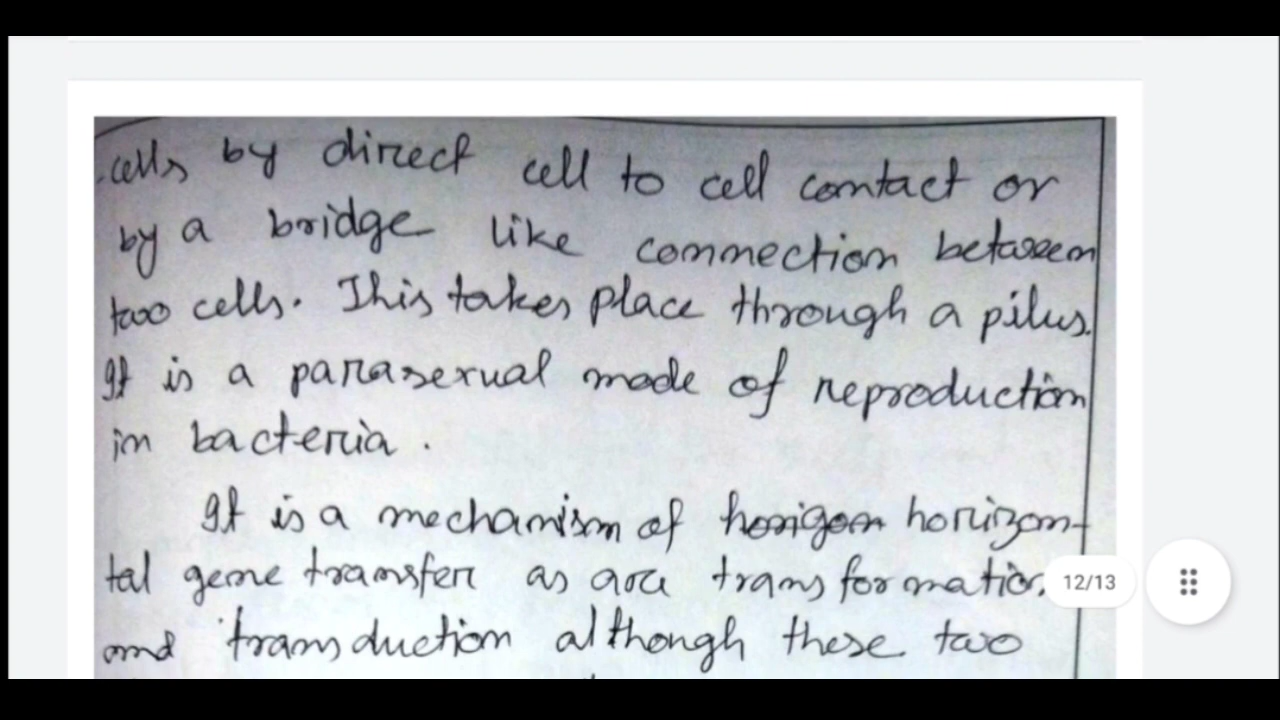 cells by direct cell to cell contact or
by a bridge like connection between
two cells. This takes place through a pilus.
It is a parasexual mode of reproduction
in bacteria.
It is a mechanism of horigon horizon-
tal gene transfer as are transformation
and transduction although these two
12/13